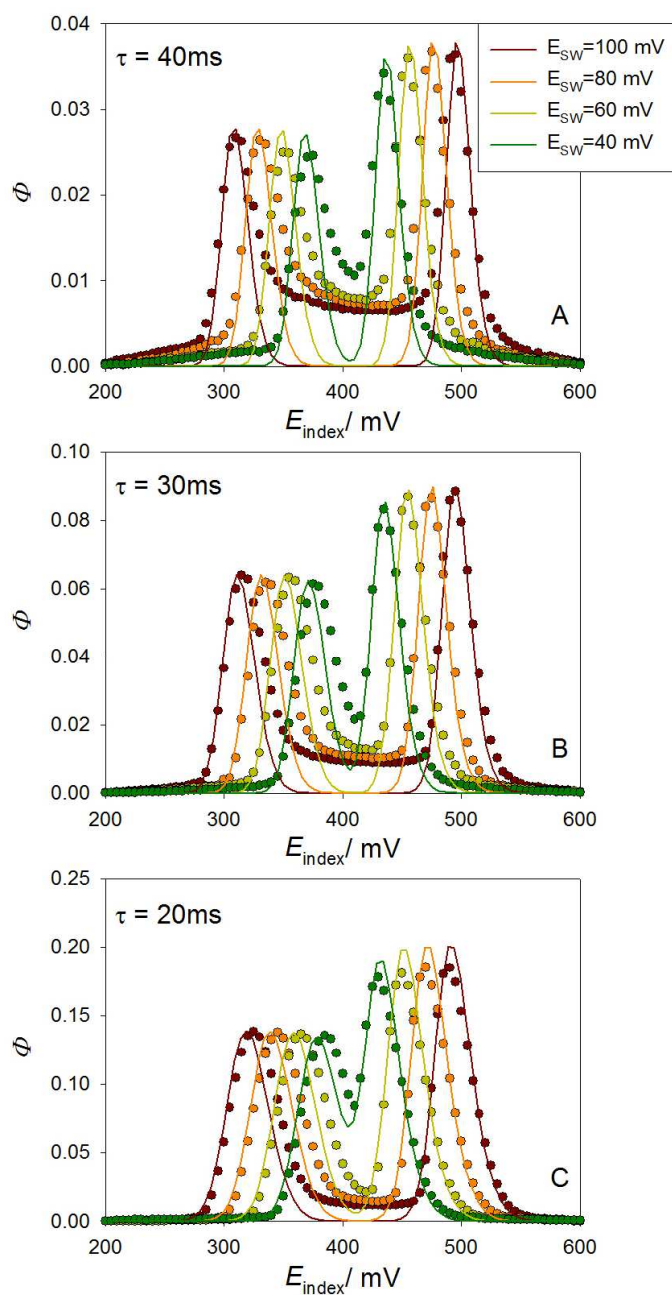 0.04
τ = 40ms
E_SW=100 mV
E_SW=80 mV
E_SW=60 mV
E_SW=40 mV
0.03
Φ
0.02
0.01
A
0.00
200 300 400 500 600
E_index/ mV
0.10
τ = 30ms
0.08
0.06
Φ
0.04
0.02
B
0.00
200 300 400 500 600
E_index/ mV
0.25
τ = 20ms
0.20
0.15
Φ
0.10
0.05
C
0.00
200 300 400 500 600
E_index/ mV